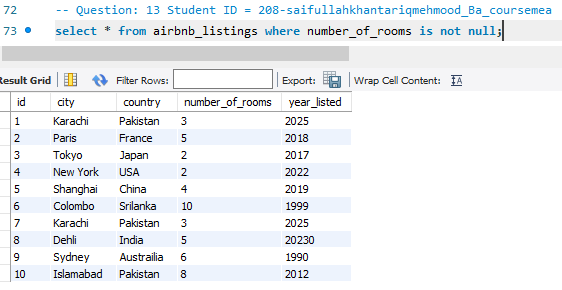 72 -- Question: 13 Student ID = 208-saifullahkhantariqmehmood_Ba_coursemea
73 select * from airbnb_listings where number_of_rooms is not null;
Result Grid Filter Rows: Export: Wrap Cell Content:
id city country number_of_rooms year_listed
1 Karachi Pakistan 3 2025
2 Paris France 5 2018
3 Tokyo Japan 2 2017
4 New York USA 2 2022
5 Shanghai China 4 2019
6 Colombo Srilanka 10 1999
7 Karachi Pakistan 3 2025
8 Dehli India 5 20230
9 Sydney Austrailia 6 1990
10 Islamabad Pakistan 8 2012